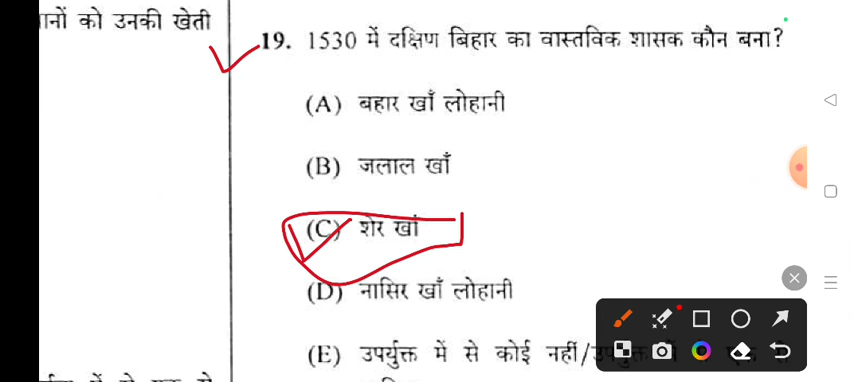 ानों को उनकी खेती
19. 1530 में दक्षिण बिहार का वास्तविक शासक कौन बना?
(A) बहार खाँ लोहानी
(B) जलाल खाँ
(C) शेर खाँ
(D) नासिर खाँ लोहानी
(E) उपर्युक्त में से कोई नहीं/